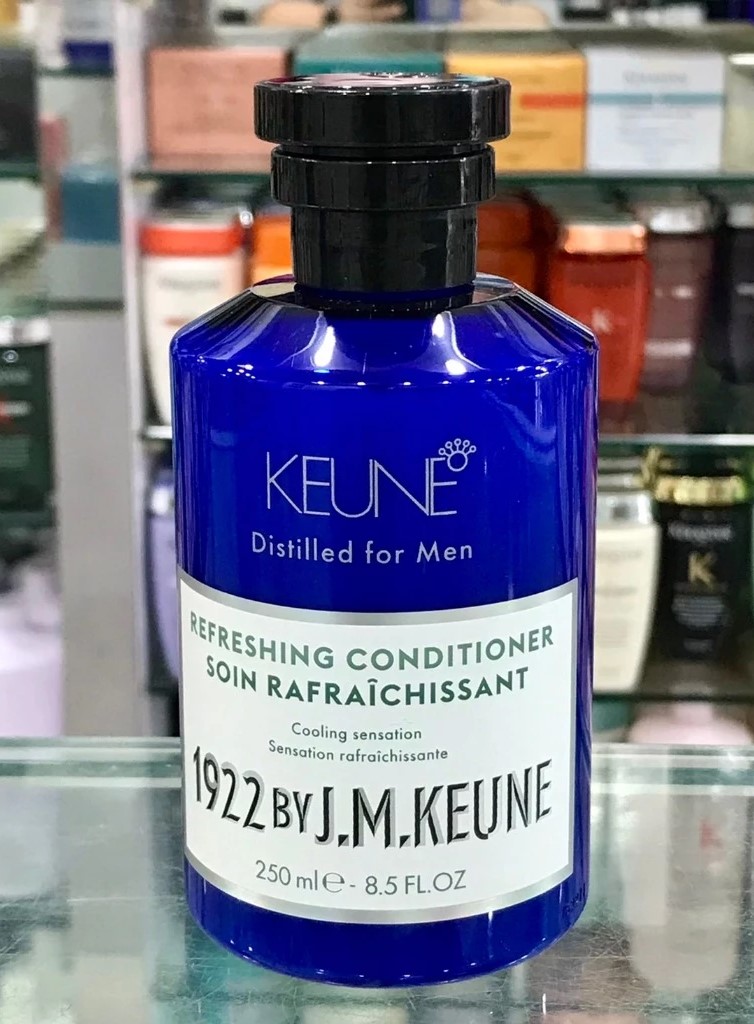 KEUNE
Distilled for Men
REFRESHING CONDITIONER
SOIN RAFRAÎCHISSANT
Cooling sensation
Sensation rafraîchissante
1922 BY J.M.KEUNE
250 ml ℮ - 8.5 FL.OZ
K
K